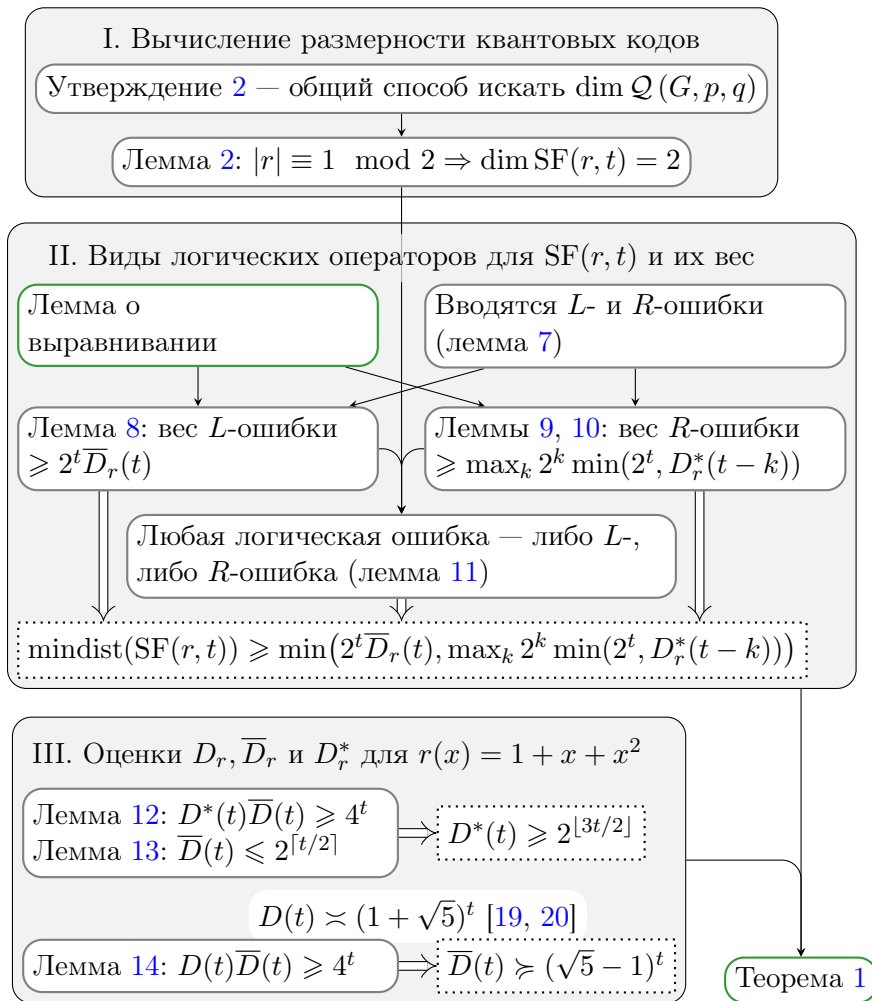 I. Вычисление размерности квантовых кодов
Утверждение 2 — общий способ искать dim 𝒬 (G, p, q)
Лемма 2: |r| ≡ 1 mod 2 ⇒ dim SF(r, t) = 2
II. Виды логических операторов для SF(r, t) и их вес
Лемма о
выравнивании
Вводятся L- и R-ошибки
(лемма 7)
Лемма 8: вес L-ошибки
⩾ 2^t D̅_r(t)
Леммы 9, 10: вес R-ошибки
⩾ max_k 2^k min(2^t, D_r^*(t − k))
Любая логическая ошибка — либо L-,
либо R-ошибка (лемма 11)
mindist(SF(r, t)) ⩾ min(2^t D̅_r(t), max_k 2^k min(2^t, D_r^*(t − k)))
III. Оценки D_r, D̅_r и D_r^* для r(x) = 1 + x + x^2
Лемма 12: D^*(t)D̅(t) ⩾ 4^t
Лемма 13: D̅(t) ⩽ 2^{⌈t/2⌉}
D^*(t) ⩾ 2^{⌊3t/2⌋}
D(t) ≍ (1 + √5)^t [19, 20]
Лемма 14: D(t)D̅(t) ⩾ 4^t
D̅(t) ≽ (√5 − 1)^t
Теорема 1